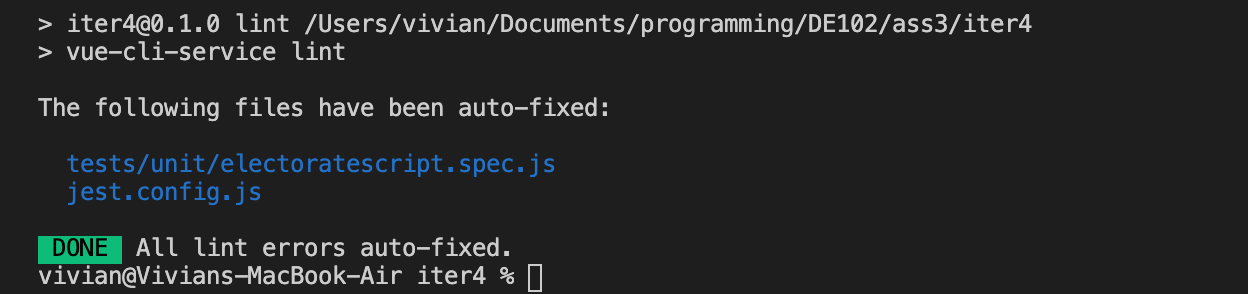 > iter4@0.1.0 lint /Users/vivian/Documents/programming/DE102/ass3/iter4
> vue-cli-service lint
The following files have been auto-fixed:
tests/unit/electoratescript.spec.js
jest.config.js
DONE All lint errors auto-fixed.
vivian@Vivians-MacBook-Air iter4 %